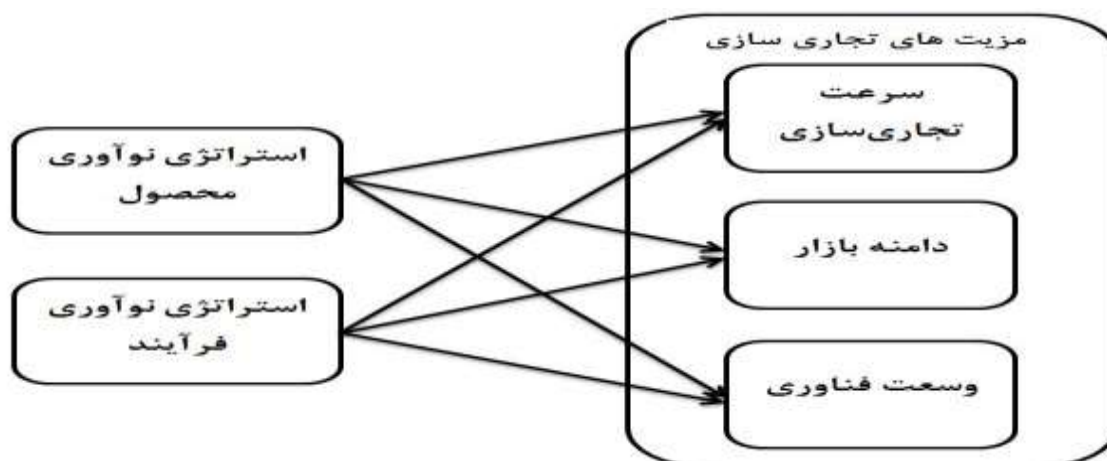 مزیت های تجاری سازی
سرعت
تجاری‌سازی
استراتژی نوآوری
محصول
دامنه بازار
استراتژی نوآوری
فرآیند
وسعت فناوری